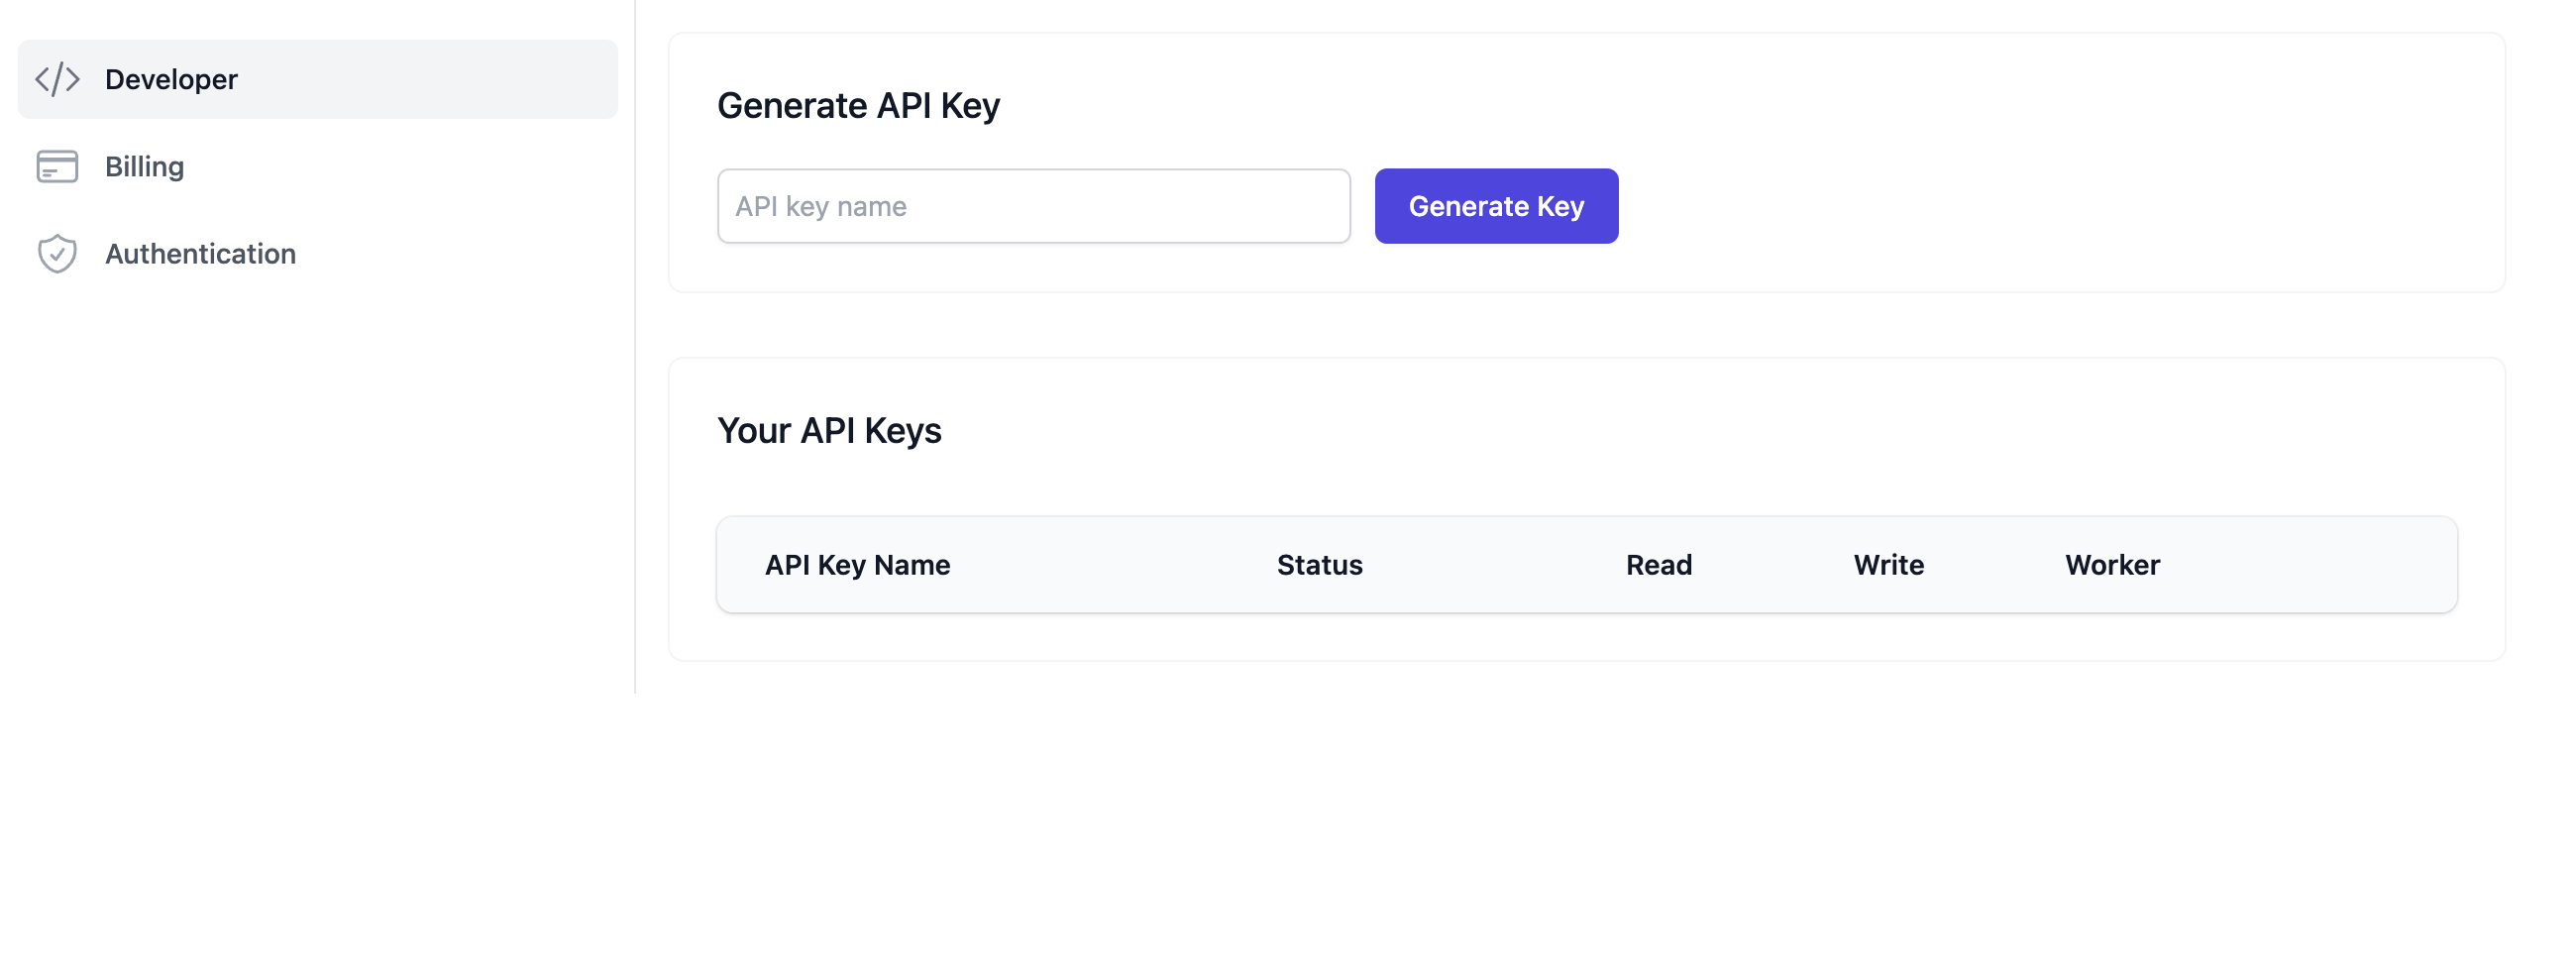 Developer
Billing
Authentication
Generate API Key
API key name
Generate Key
Your API Keys
API Key Name Status Read Write Worker